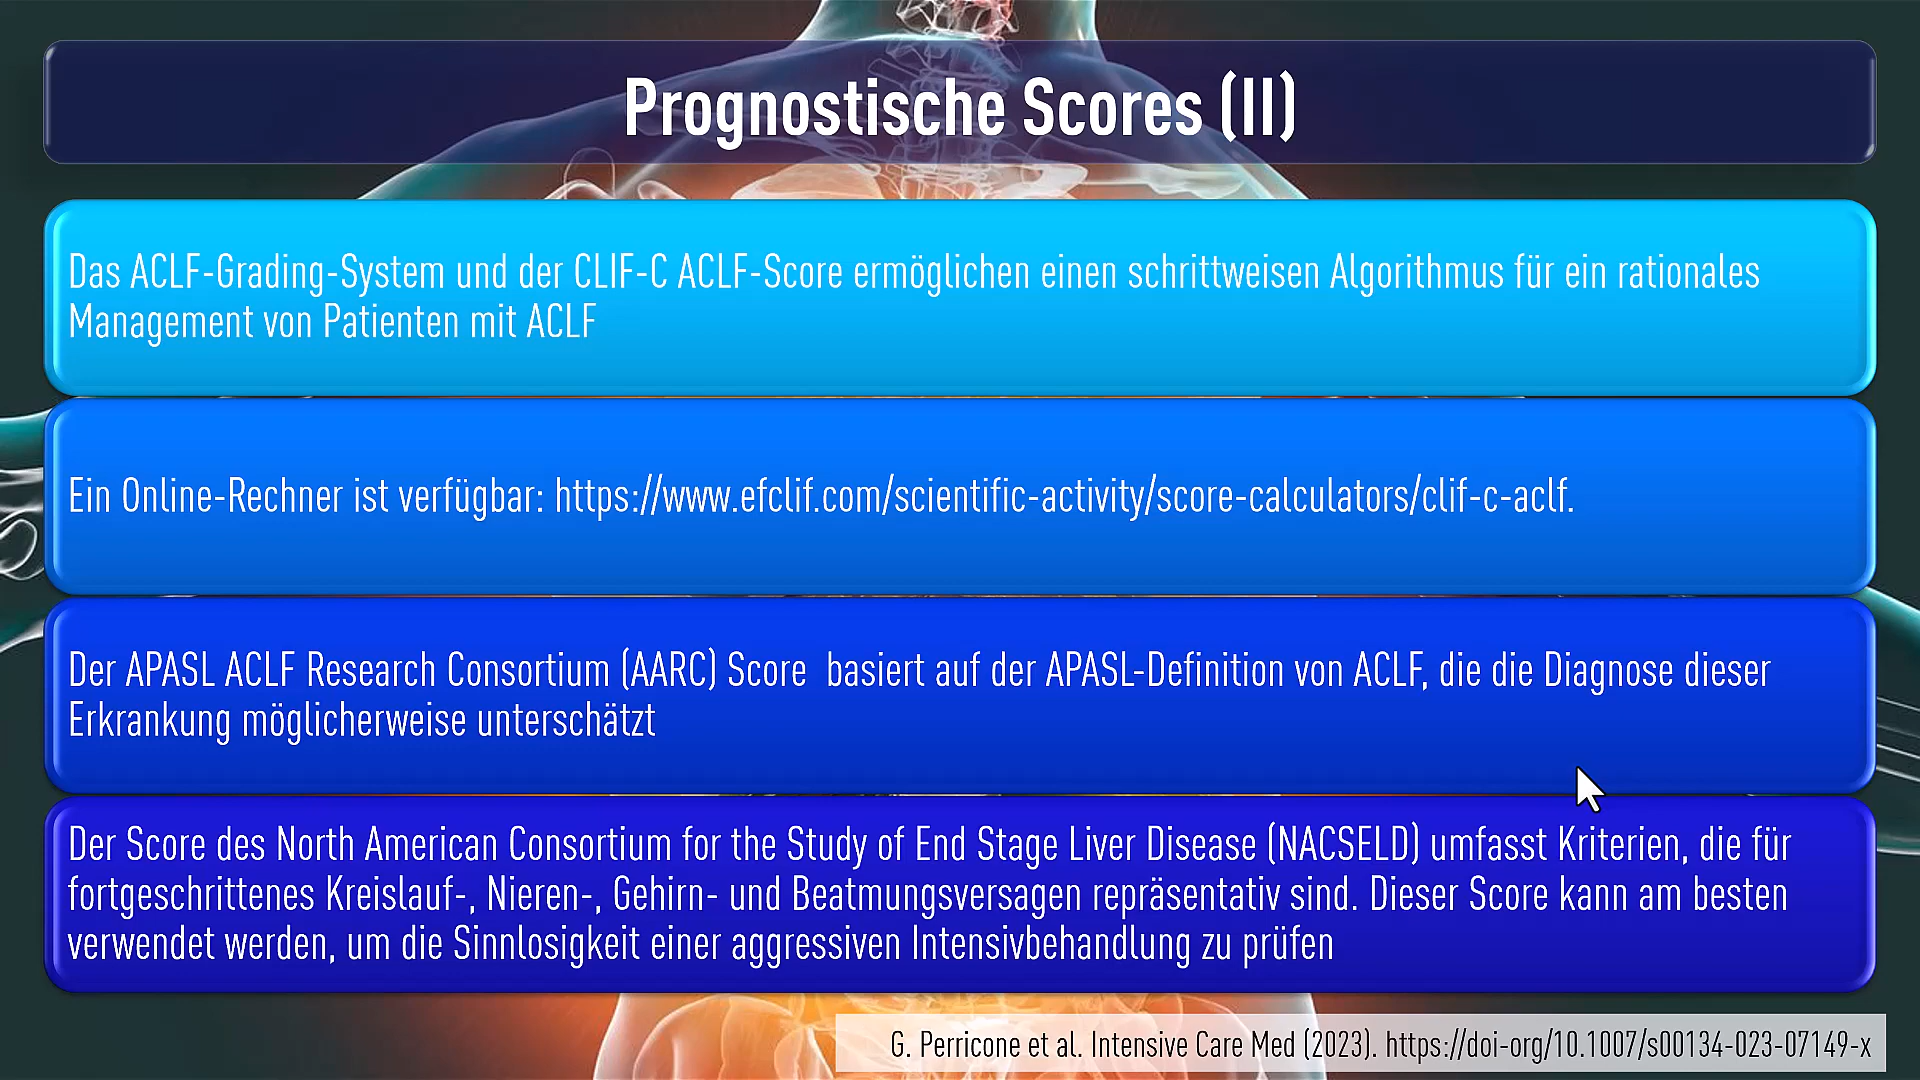 Prognostische Scores (II)
Das ACLF-Grading-System und der CLIF-C ACLF-Score ermöglichen einen schrittweisen Algorithmus für ein rationales
Management von Patienten mit ACLF
Ein Online-Rechner ist verfügbar: https://www.efclif.com/scientific-activity/score-calculators/clif-c-aclf.
Der APASL ACLF Research Consortium (AARC) Score  basiert auf der APASL-Definition von ACLF, die die Diagnose dieser
Erkrankung möglicherweise unterschätzt
Der Score des North American Consortium for the Study of End Stage Liver Disease (NACSELD) umfasst Kriterien, die für
fortgeschrittenes Kreislauf-, Nieren-, Gehirn- und Beatmungsversagen repräsentativ sind. Dieser Score kann am besten
verwendet werden, um die Sinnlosigkeit einer aggressiven Intensivbehandlung zu prüfen
G. Perricone et al. Intensive Care Med (2023). https://doi-org/10.1007/s00134-023-07149-x